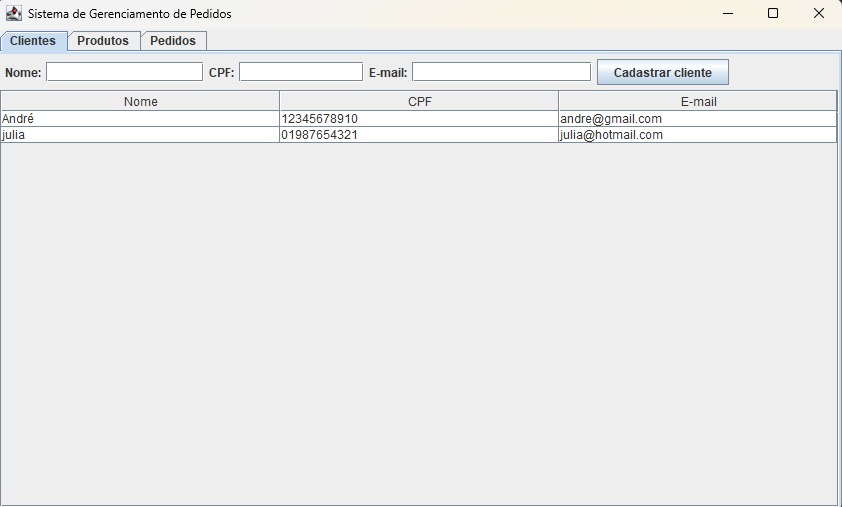 Sistema de Gerenciamento de Pedidos
Clientes Produtos Pedidos
Nome: CPF: E-mail: Cadastrar cliente
Nome CPF E-mail
André 12345678910 andre@gmail.com
julia 01987654321 julia@hotmail.com